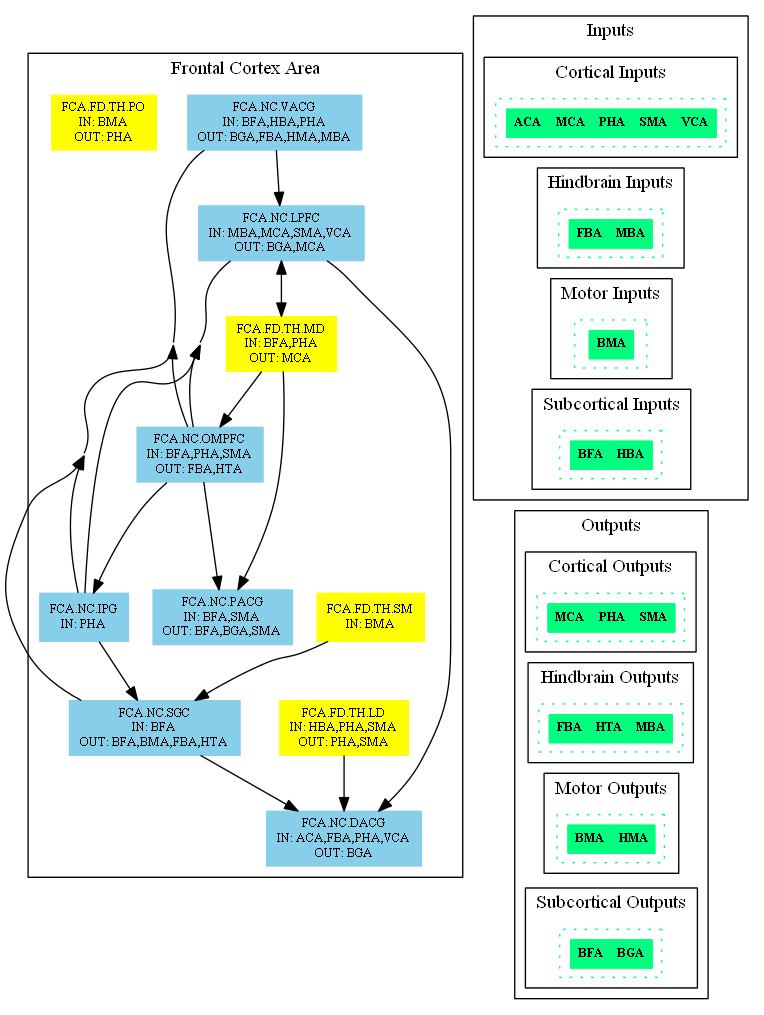 Frontal Cortex Area
FCA.FD.TH.PO
IN: BMA
OUT: PHA
FCA.NC.VACG
IN: BFA,HBA,PHA
OUT: BGA,FBA,HMA,MBA
FCA.NC.LPFC
IN: MBA,MCA,SMA,VCA
OUT: BGA,MCA
FCA.FD.TH.MD
IN: BFA,PHA
OUT: MCA
FCA.NC.OMPFC
IN: BFA,PHA,SMA
OUT: FBA,HTA
FCA.NC.IPG
IN: PHA
FCA.NC.PACG
IN: BFA,SMA
OUT: BFA,BGA,SMA
FCA.FD.TH.SM
IN: BMA
FCA.NC.SGC
IN: BFA
OUT: BFA,BMA,FBA,HTA
FCA.FD.TH.LD
IN: HBA,PHA,SMA
OUT: PHA,SMA
FCA.NC.DACG
IN: ACA,FBA,PHA,VCA
OUT: BGA
Inputs
Cortical Inputs
ACA MCA PHA SMA VCA
Hindbrain Inputs
FBA MBA
Motor Inputs
BMA
Subcortical Inputs
BFA HBA
Outputs
Cortical Outputs
MCA PHA SMA
Hindbrain Outputs
FBA HTA MBA
Motor Outputs
BMA HMA
Subcortical Outputs
BFA BGA